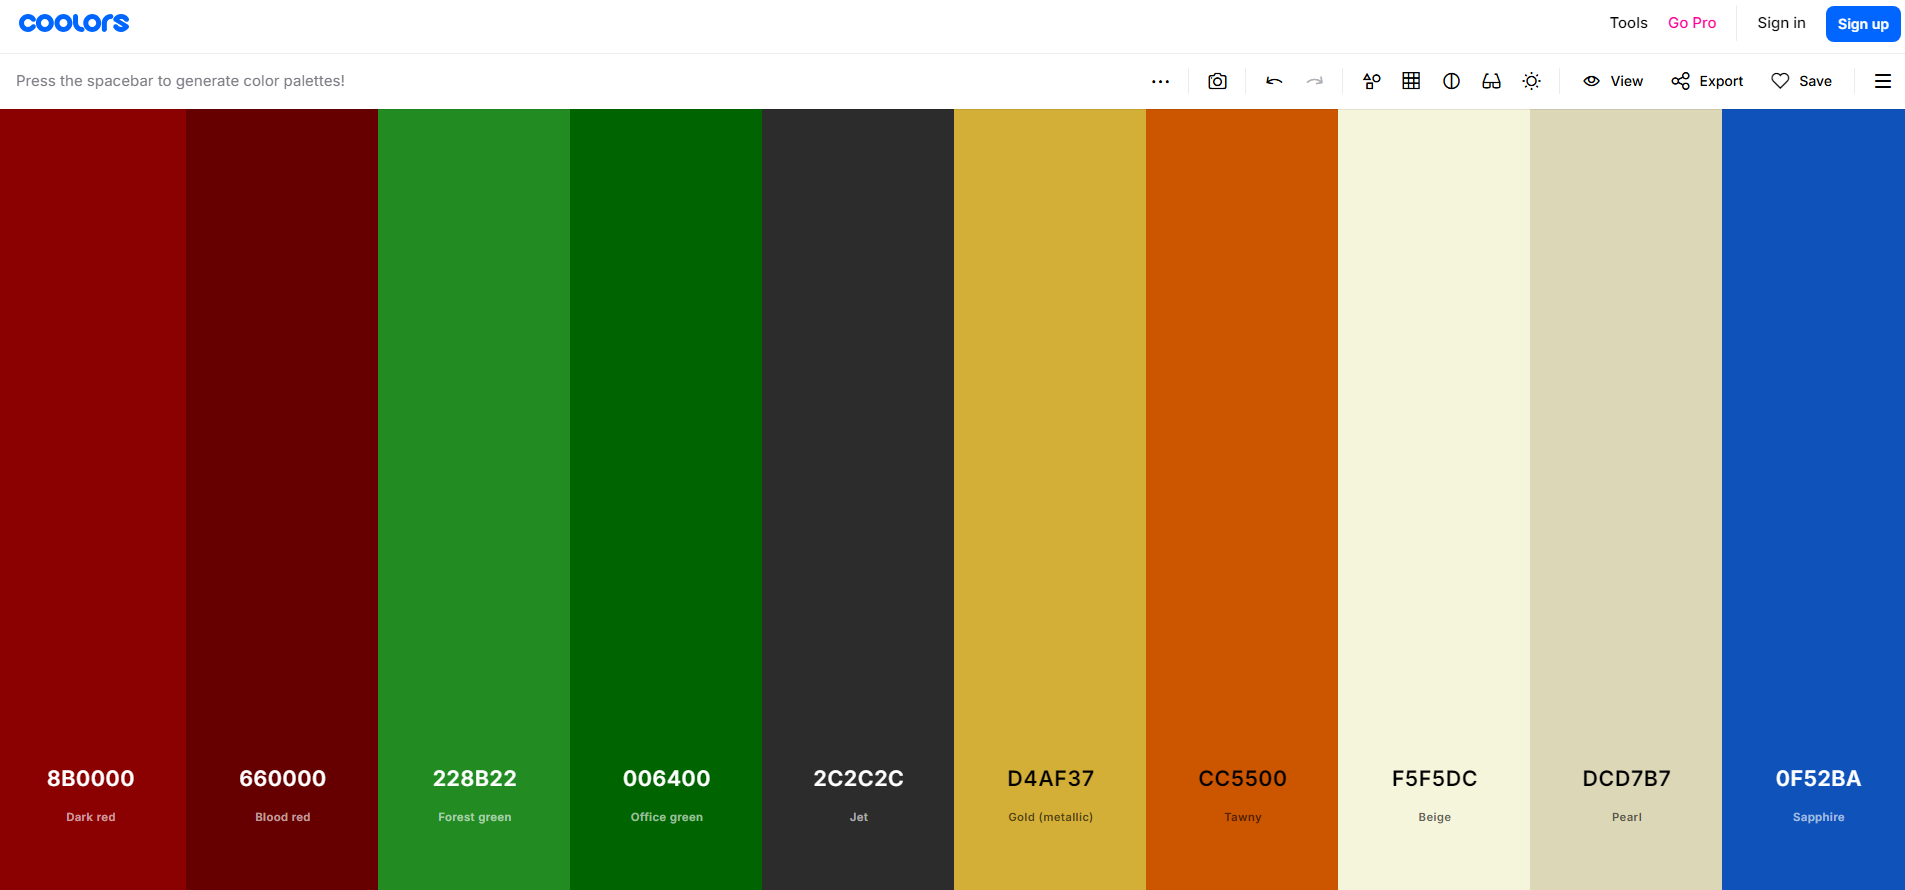 coolors
Tools Go Pro Sign in Sign up
Press the spacebar to generate color palettes!
View Export Save
8B0000 660000 228B22 006400 2C2C2C D4AF37 CC5500 F5F5DC DCD7B7 0F52BA
Dark red Blood red Forest green Office green Jet Gold (metallic) Tawny Beige Pearl Sapphire